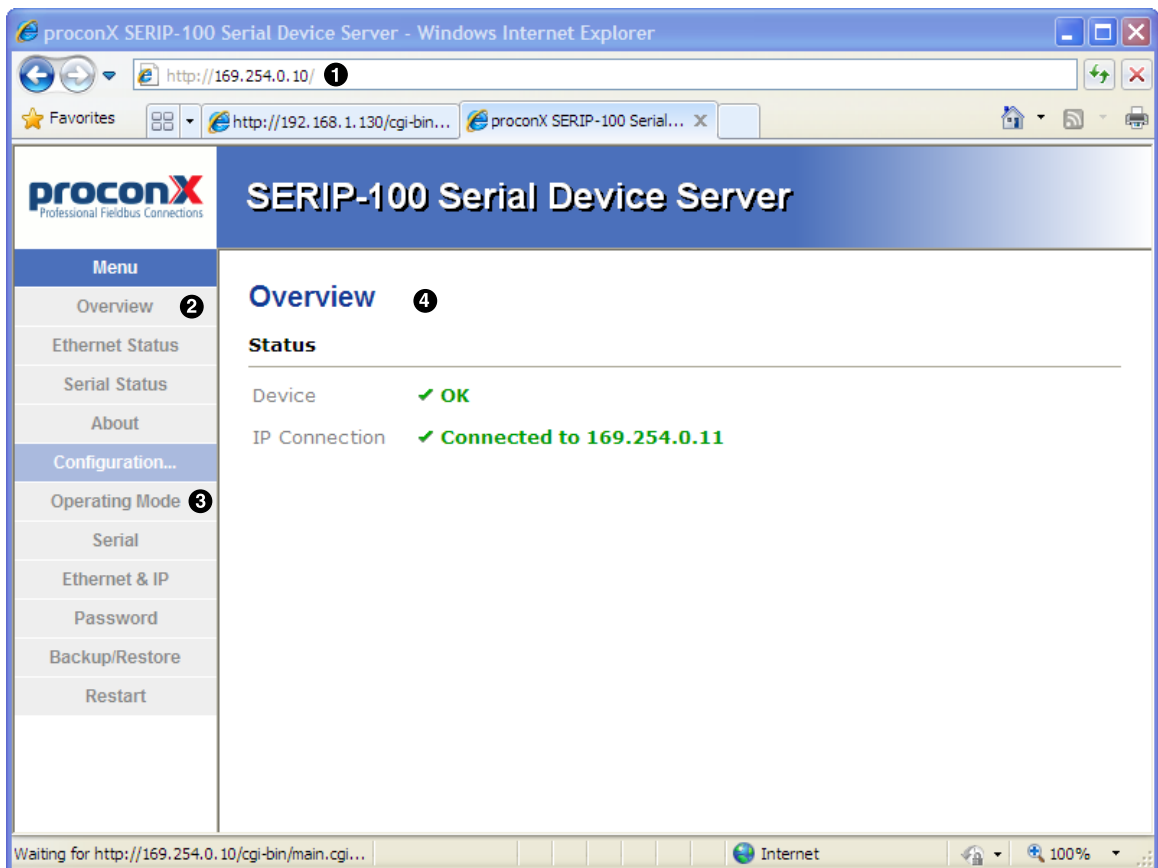 proconX SERIP-100 Serial Device Server - Windows Internet Explorer
http://169.254.0.10/ ❶
Favorites http://192.168.1.130/cgi-bin... proconX SERIP-100 Serial... X
proconX
Professional Fieldbus Connections
SERIP-100 Serial Device Server
Menu
Overview ❷
Ethernet Status
Serial Status
About
Configuration...
Operating Mode ❸
Serial
Ethernet & IP
Password
Backup/Restore
Restart
Overview ❹
Status
Device ✔ OK
IP Connection ✔ Connected to 169.254.0.11
Waiting for http://169.254.0.10/cgi-bin/main.cgi... Internet 100%